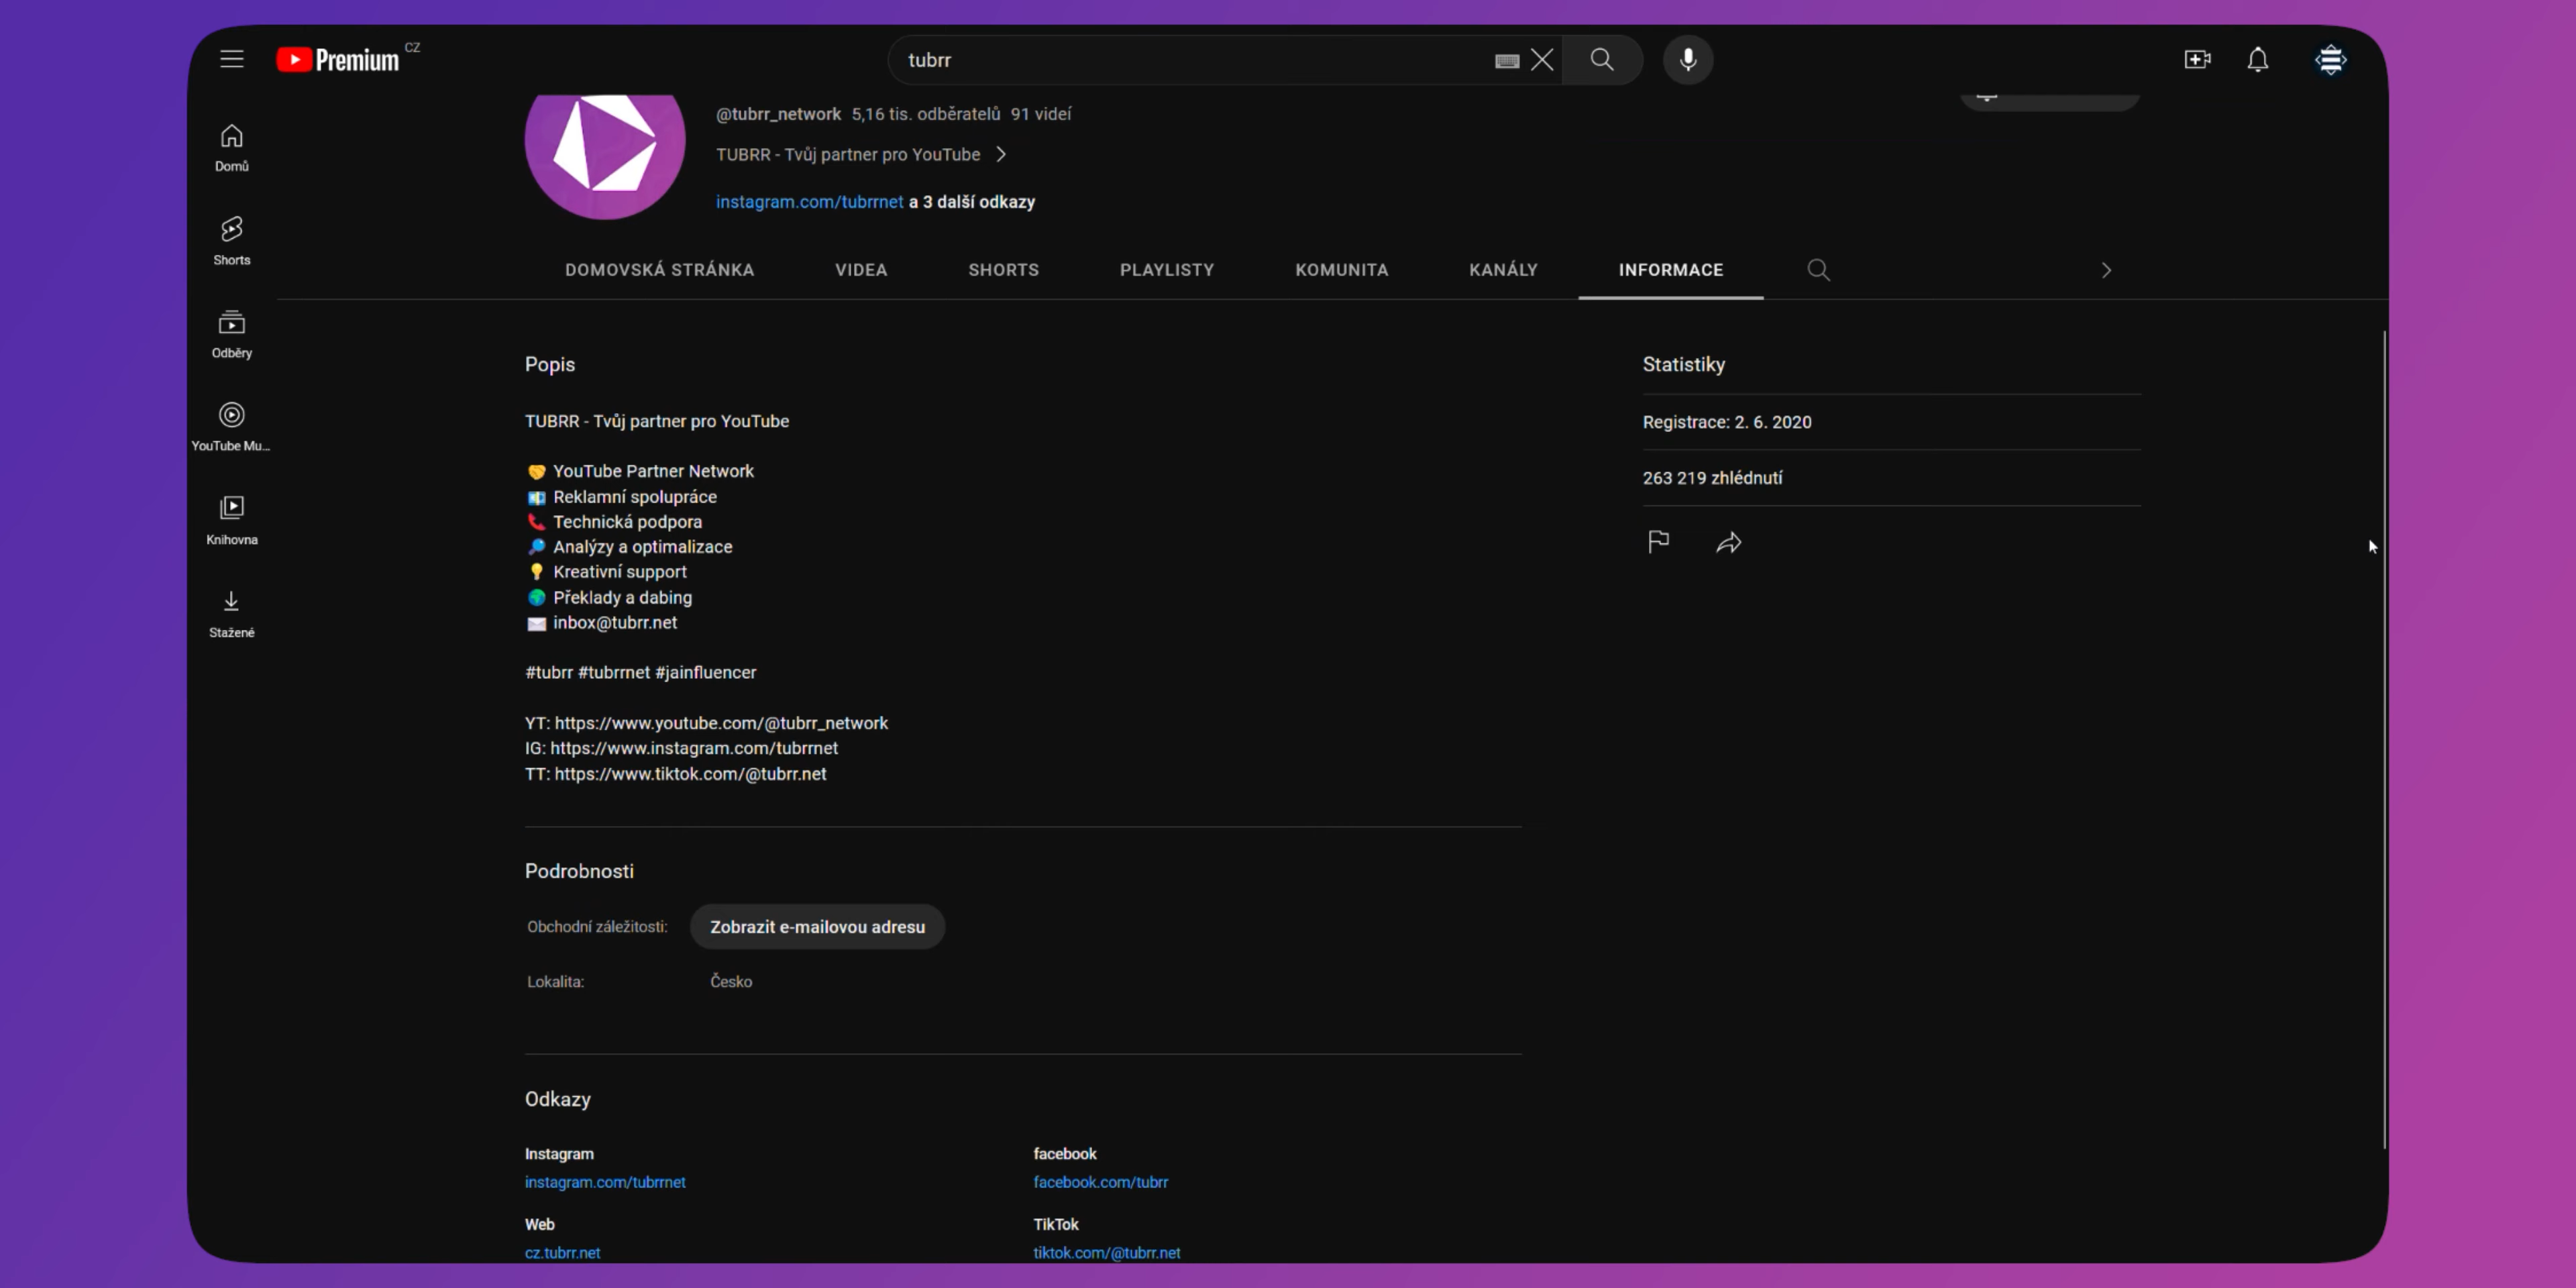 Premium CZ
tubrr
@tubrr_network 5,16 tis. odběratelů 91 videí
TUBRR - Tvůj partner pro YouTube
instagram.com/tubrrnet a 3 další odkazy
DOMOVSKÁ STRÁNKA VIDEA SHORTS PLAYLISTY KOMUNITA KANÁLY INFORMACE
Domů
Shorts
Odběry
YouTube Mu...
Knihovna
Stažené
Popis
TUBRR - Tvůj partner pro YouTube
🤝 YouTube Partner Network
💶 Reklamní spolupráce
📞 Technická podpora
🔎 Analýzy a optimalizace
💡 Kreativní support
🌍 Překlady a dabing
✉️ inbox@tubrr.net
#tubrr #tubrrnet #jainfluencer
YT: https://www.youtube.com/@tubrr_network
IG: https://www.instagram.com/tubrrnet
TT: https://www.tiktok.com/@tubrr.net
Podrobnosti
Obchodní záležitosti: Zobrazit e-mailovou adresu
Lokalita: Česko
Odkazy
Instagram
instagram.com/tubrrnet
facebook
facebook.com/tubrr
Web
cz.tubrr.net
TikTok
tiktok.com/@tubrr.net
Statistiky
Registrace: 2. 6. 2020
263 219 zhlédnutí